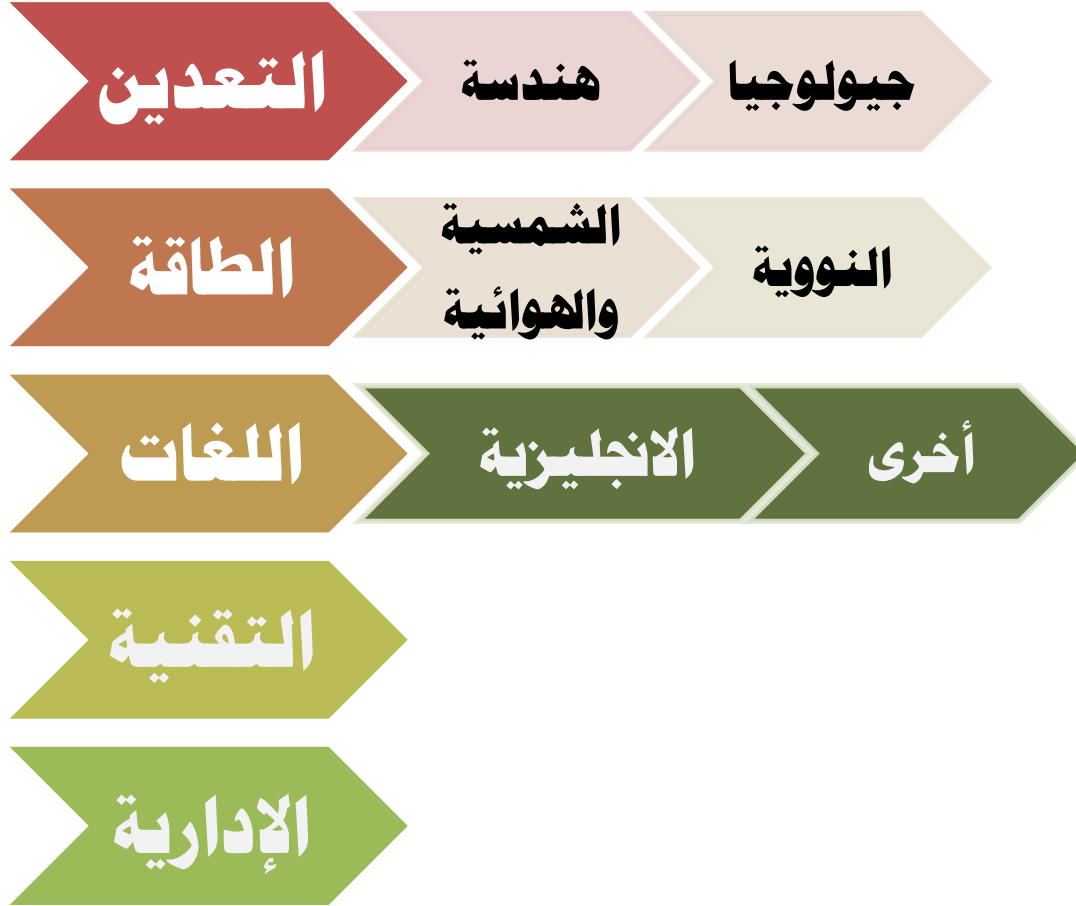 التعدين
هندسة
جيولوجيا
الطاقة
الشمسية
والهوائية
النووية
اللغات
الانجليزية
أخرى
التقنية
الإدارية